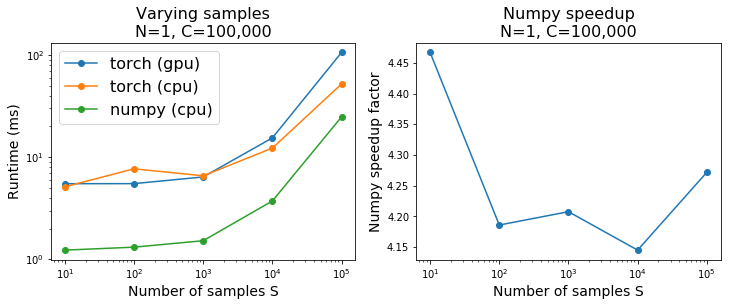 Varying samples
N=1, C=100,000
torch (gpu)
torch (cpu)
numpy (cpu)
Runtime (ms)
10²
10¹
10⁰
10¹ 10² 10³ 10⁴ 10⁵
Number of samples S
Numpy speedup
N=1, C=100,000
Numpy speedup factor
4.45
4.40
4.35
4.30
4.25
4.20
4.15
10¹ 10² 10³ 10⁴ 10⁵
Number of samples S